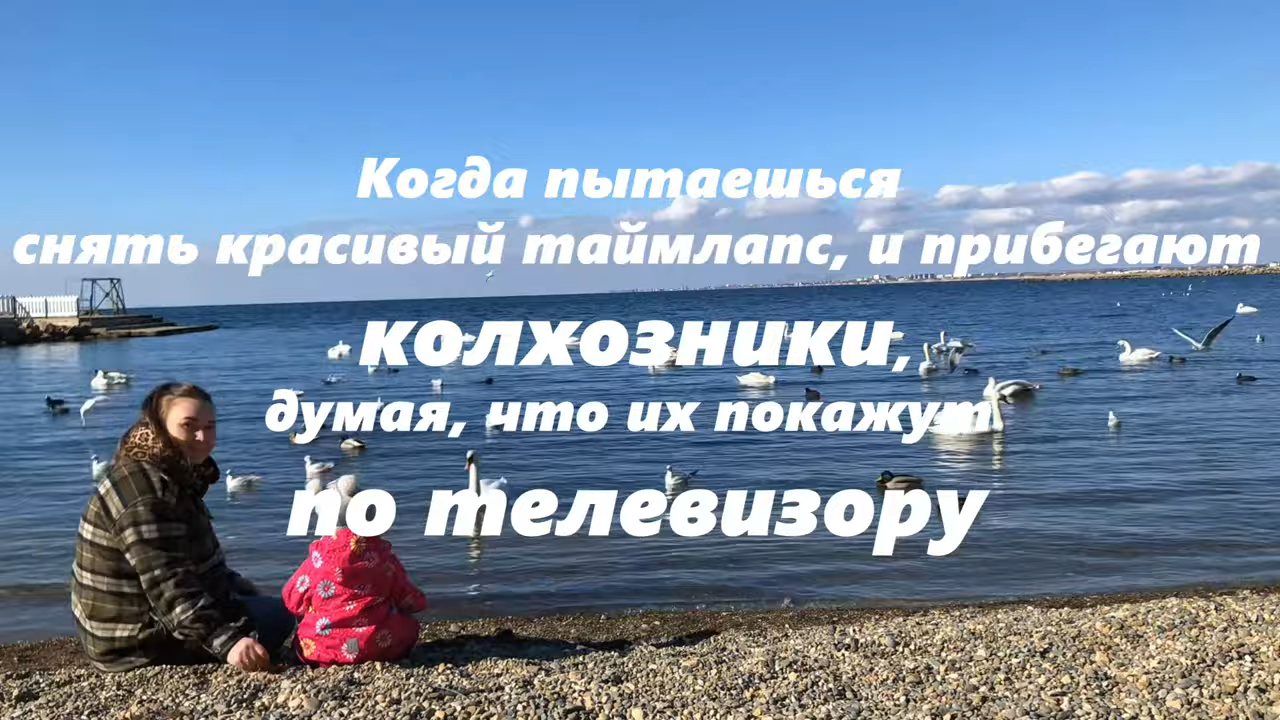 Когда пытаешься
снять красивый таймлапс, и прибегают
колхозники,
думая, что их покажут
по телевизору